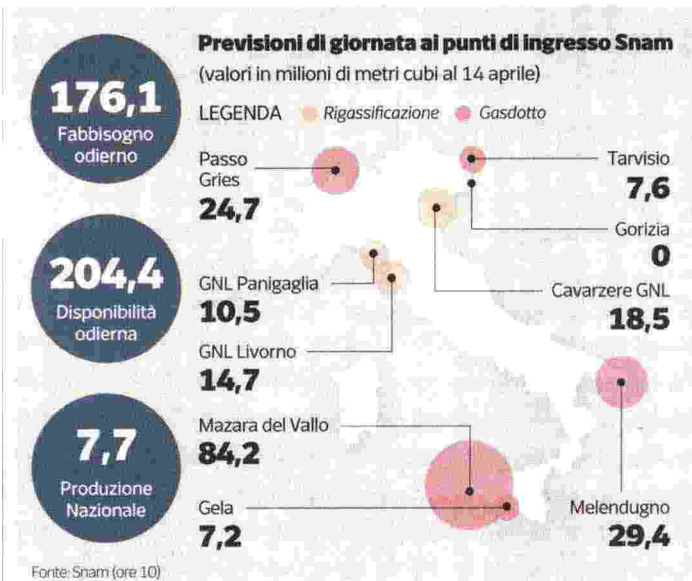 Previsioni di giornata ai punti di ingresso Snam
(valori in milioni di metri cubi al 14 aprile)
LEGENDA Rigassificazione Gasdotto
176,1
Fabbisogno
odierno
204,4
Disponibilità
odierna
7,7
Produzione
Nazionale
Passo
Gries
24,7
GNL Panigaglia
10,5
GNL Livorno
14,7
Mazara del Vallo
84,2
Gela
7,2
Tarvisio
7,6
Gorizia
0
Cavarzere GNL
18,5
Melendugno
29,4
Fonte: Snam (ore 10)